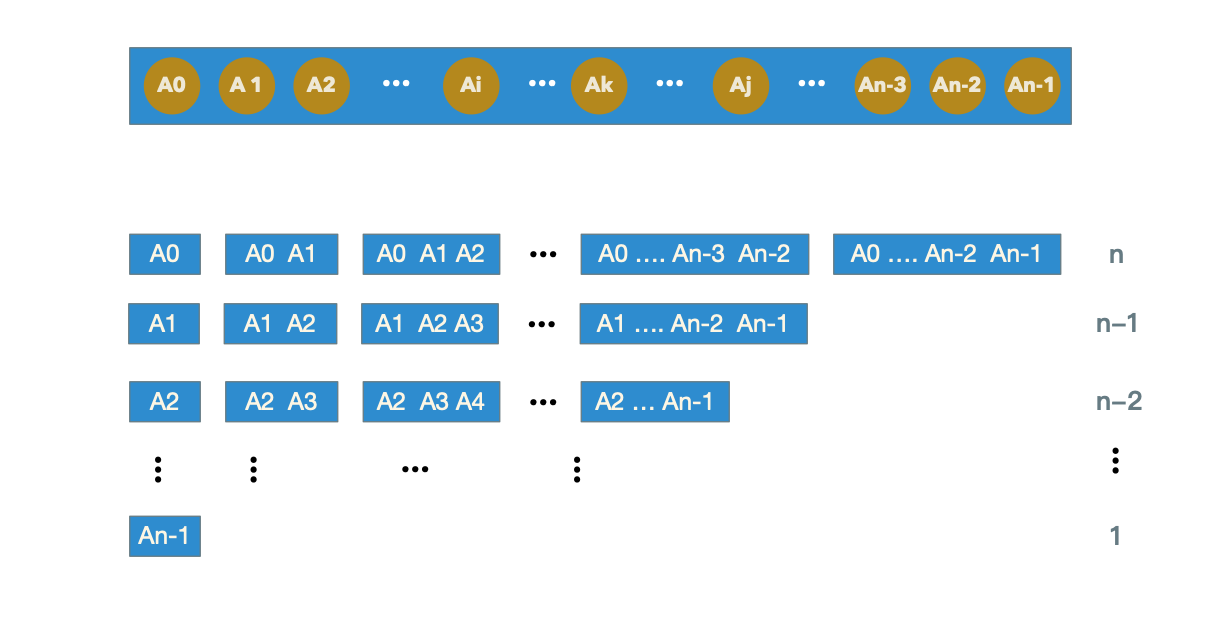 A0 A 1 A2 ... Ai ... Ak ... Aj ... An-3 An-2 An-1
A0 A0 A1 A0 A1 A2 ... A0 .... An-3 An-2 A0 .... An-2 An-1 n
A1 A1 A2 A1 A2 A3 ... A1 .... An-2 An-1 n–1
A2 A2 A3 A2 A3 A4 ... A2 ... An-1 n–2
⋮ ⋮ ... ⋮ ⋮
An-1 1